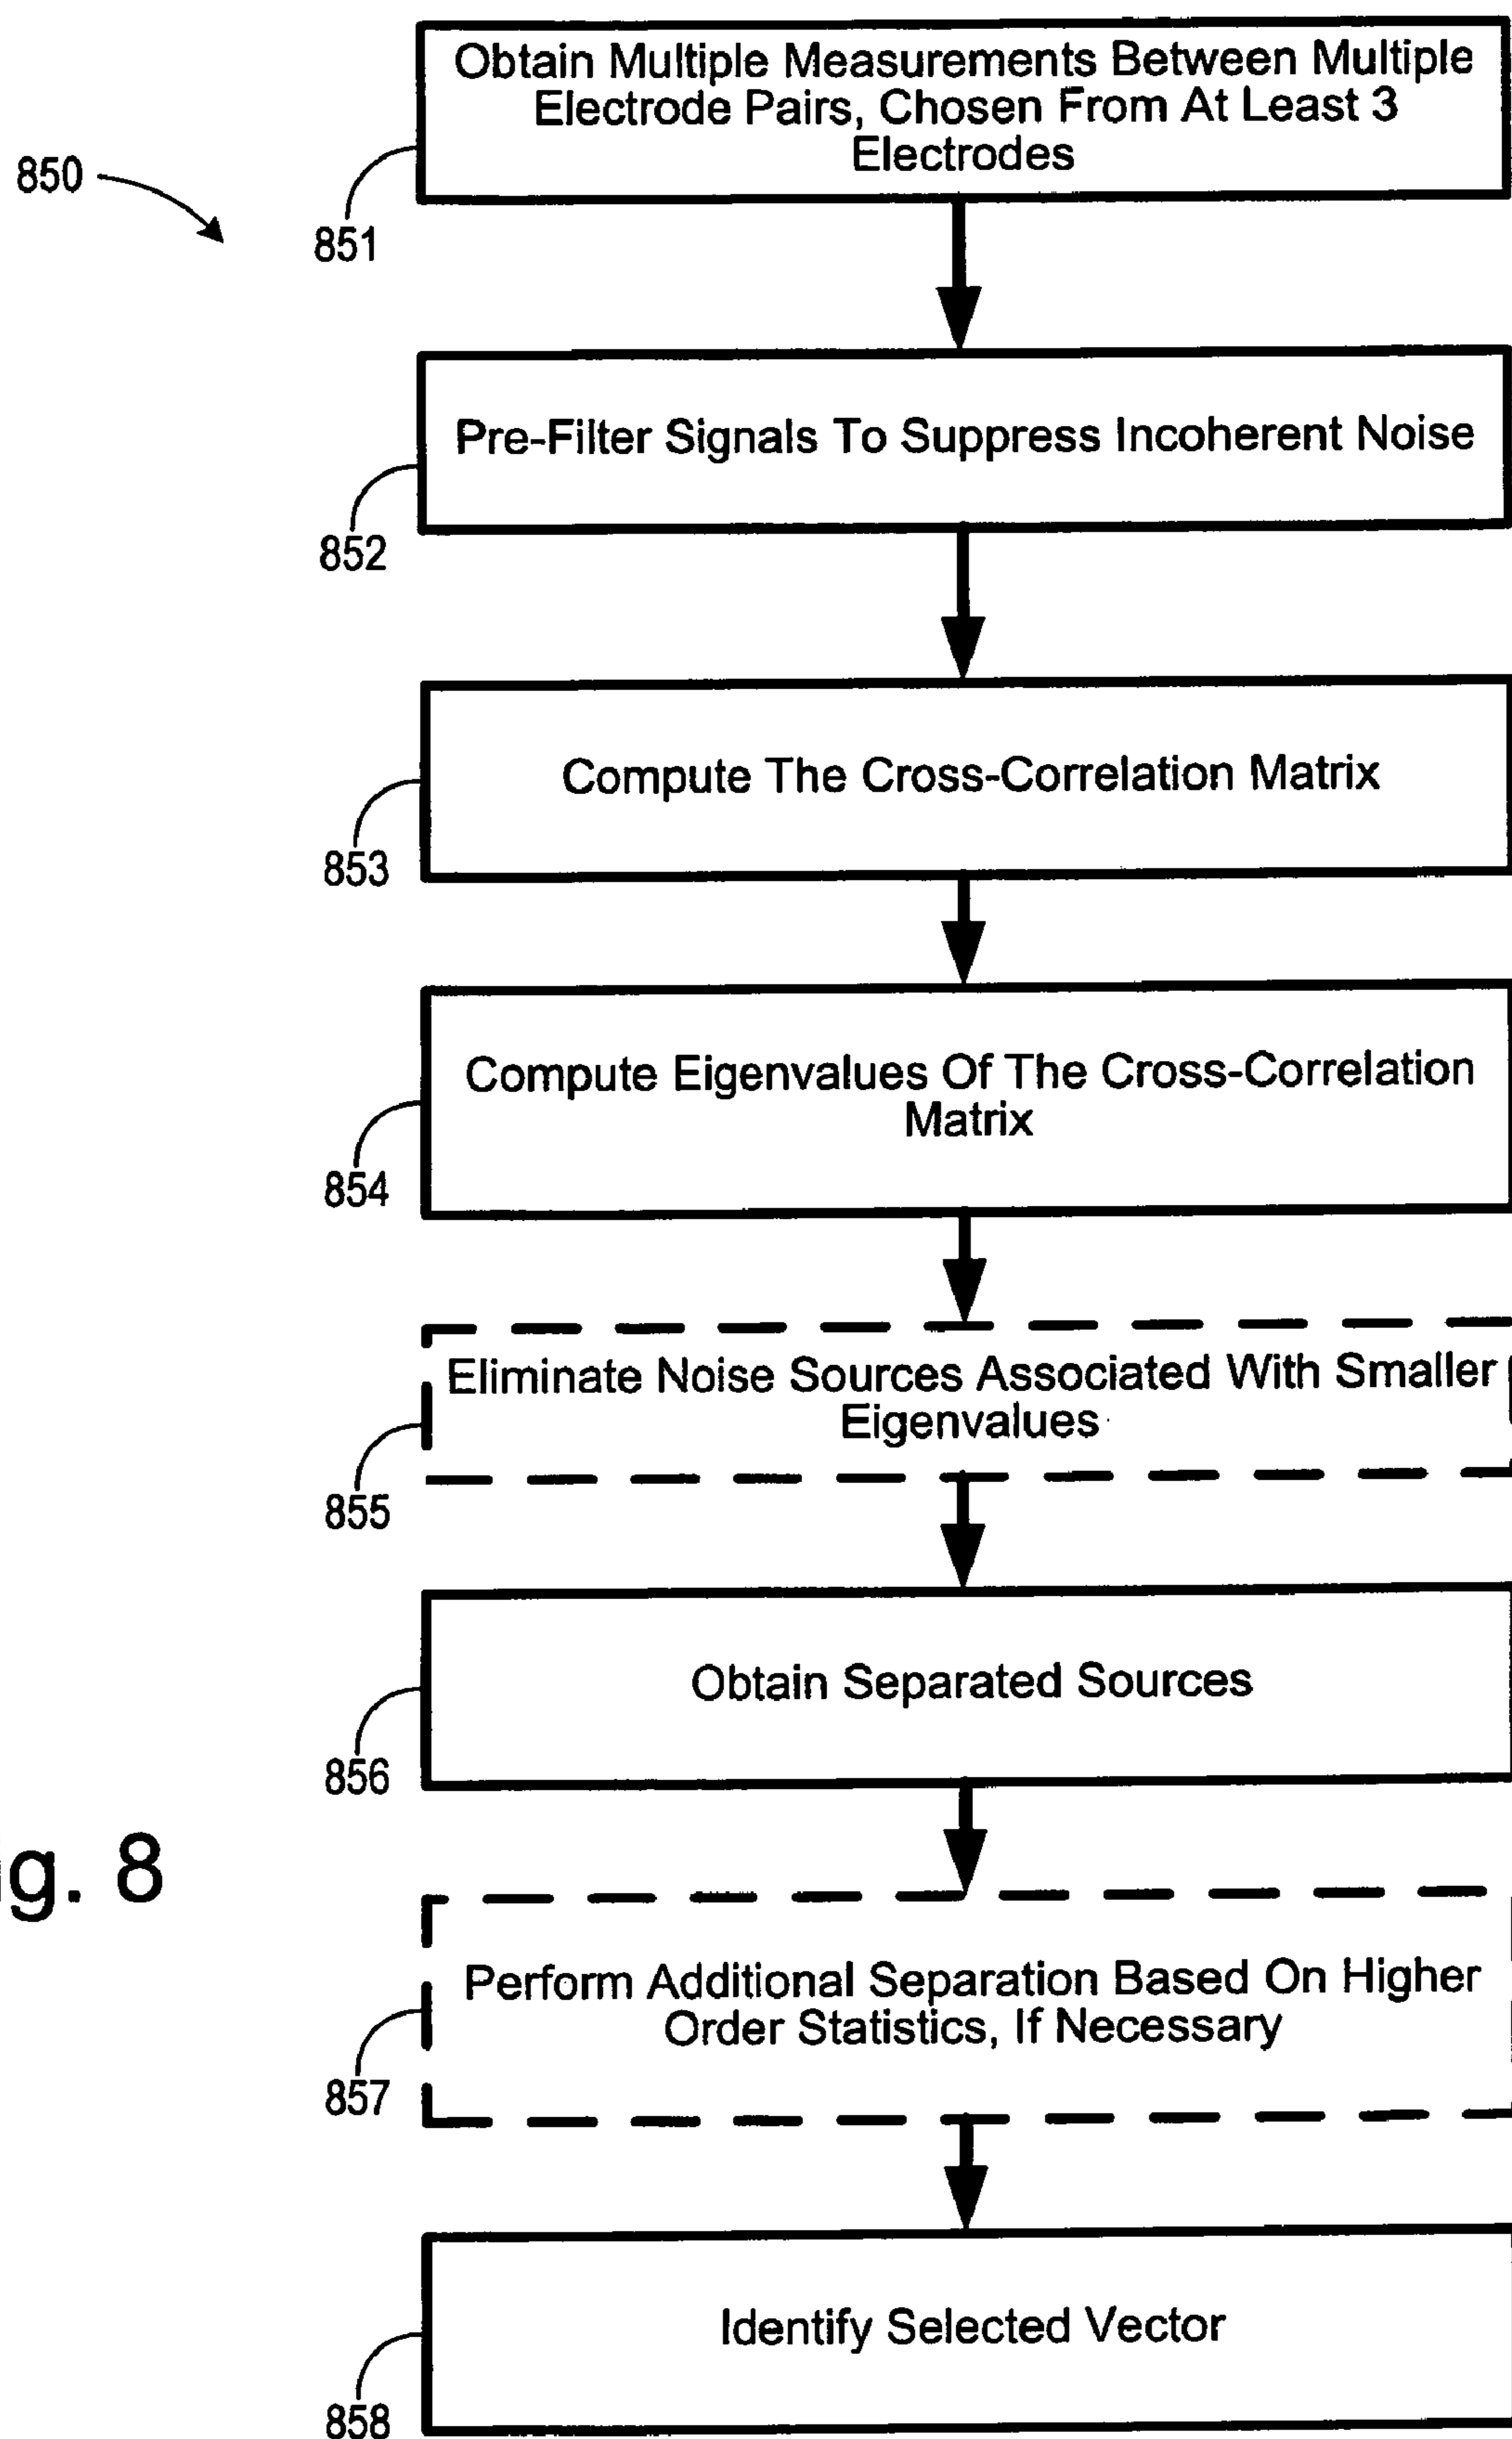 Obtain Multiple Measurements Between Multiple
Electrode Pairs, Chosen From At Least 3
Electrodes
850
851
Pre-Filter Signals To Suppress Incoherent Noise
852
Compute The Cross-Correlation Matrix
853
Compute Eigenvalues Of The Cross-Correlation
Matrix
854
Eliminate Noise Sources Associated With Smaller
Eigenvalues
855
Obtain Separated Sources
856
g. 8
Perform Additional Separation Based On Higher
Order Statistics, If Necessary
857
Identify Selected Vector
858